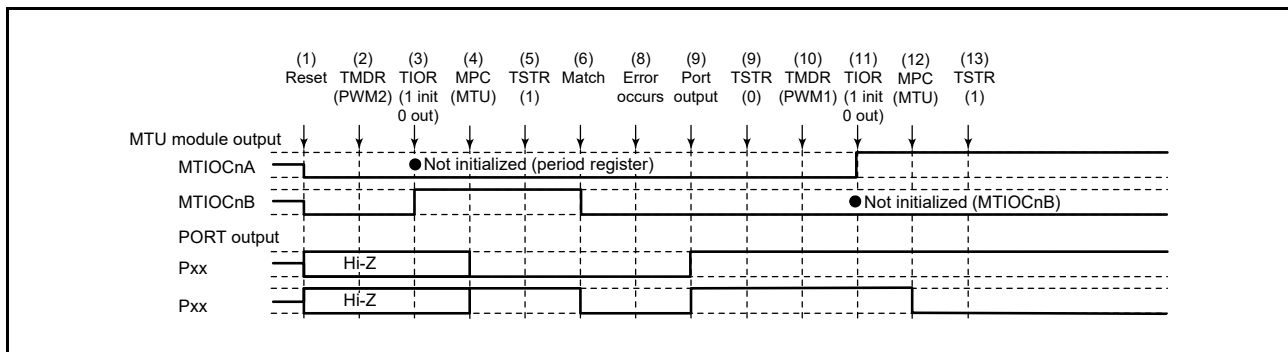 (1) (2) (3) (4) (5) (6) (8) (9) (9) (10) (11) (12) (13)
Reset TMDR TIOR MPC TSTR Match Error Port TSTR TMDR TIOR MPC TSTR
(PWM2) (1 init (MTU) (1) occurs output (0) (PWM1) (1 init (MTU) (1)
0 out) 0 out)
MTU module output
MTIOCnA Not initialized (period register)
MTIOCnB Not initialized (MTIOCnB)
PORT output
Pxx Hi-Z
Pxx Hi-Z